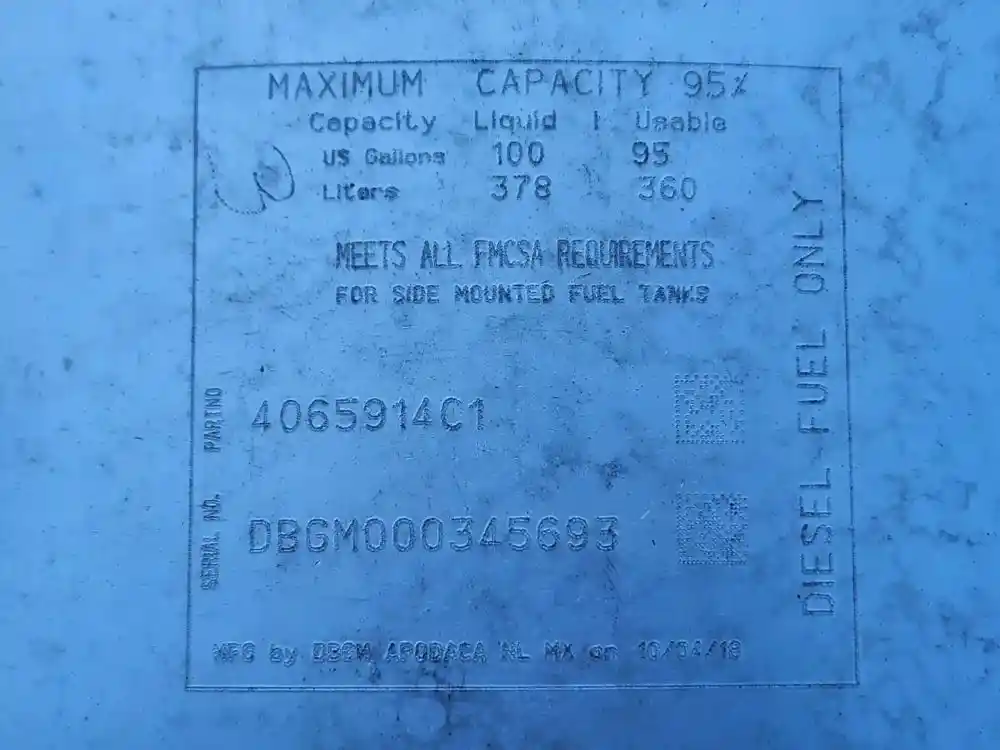 MAXIMUM CAPACITY 95%
Capacity Liquid | Usable
US Gallons 100 95
Liters 378 360
MEETS ALL FMCSA REQUIREMENTS
FOR SIDE MOUNTED FUEL TANKS
PART NO 4065914C1
SERIAL NO. DBGM000345693
MFG by DBGM APODACA NL MX on 10/04/18
DIESEL FUEL ONLY